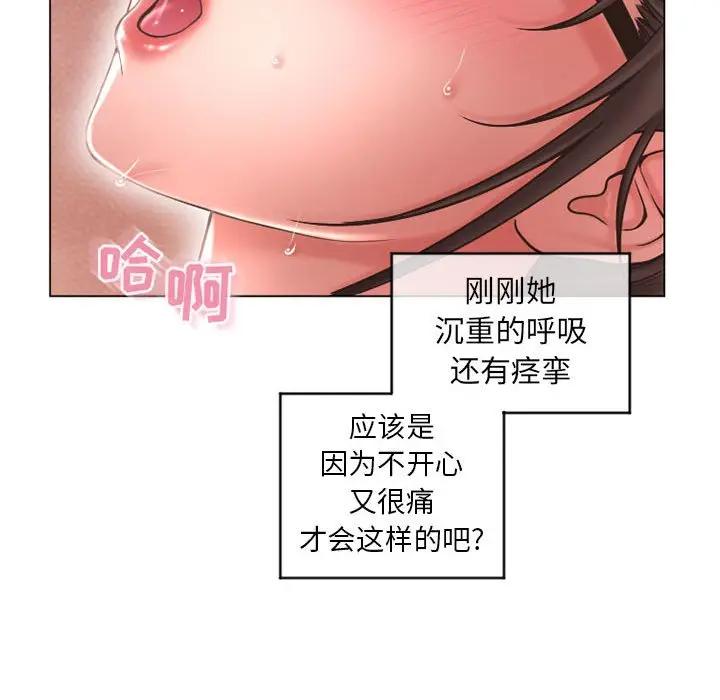 哈啊
刚刚她
沉重的呼吸
还有痉挛
应该是
因为不开心
又很痛
才会这样的吧?